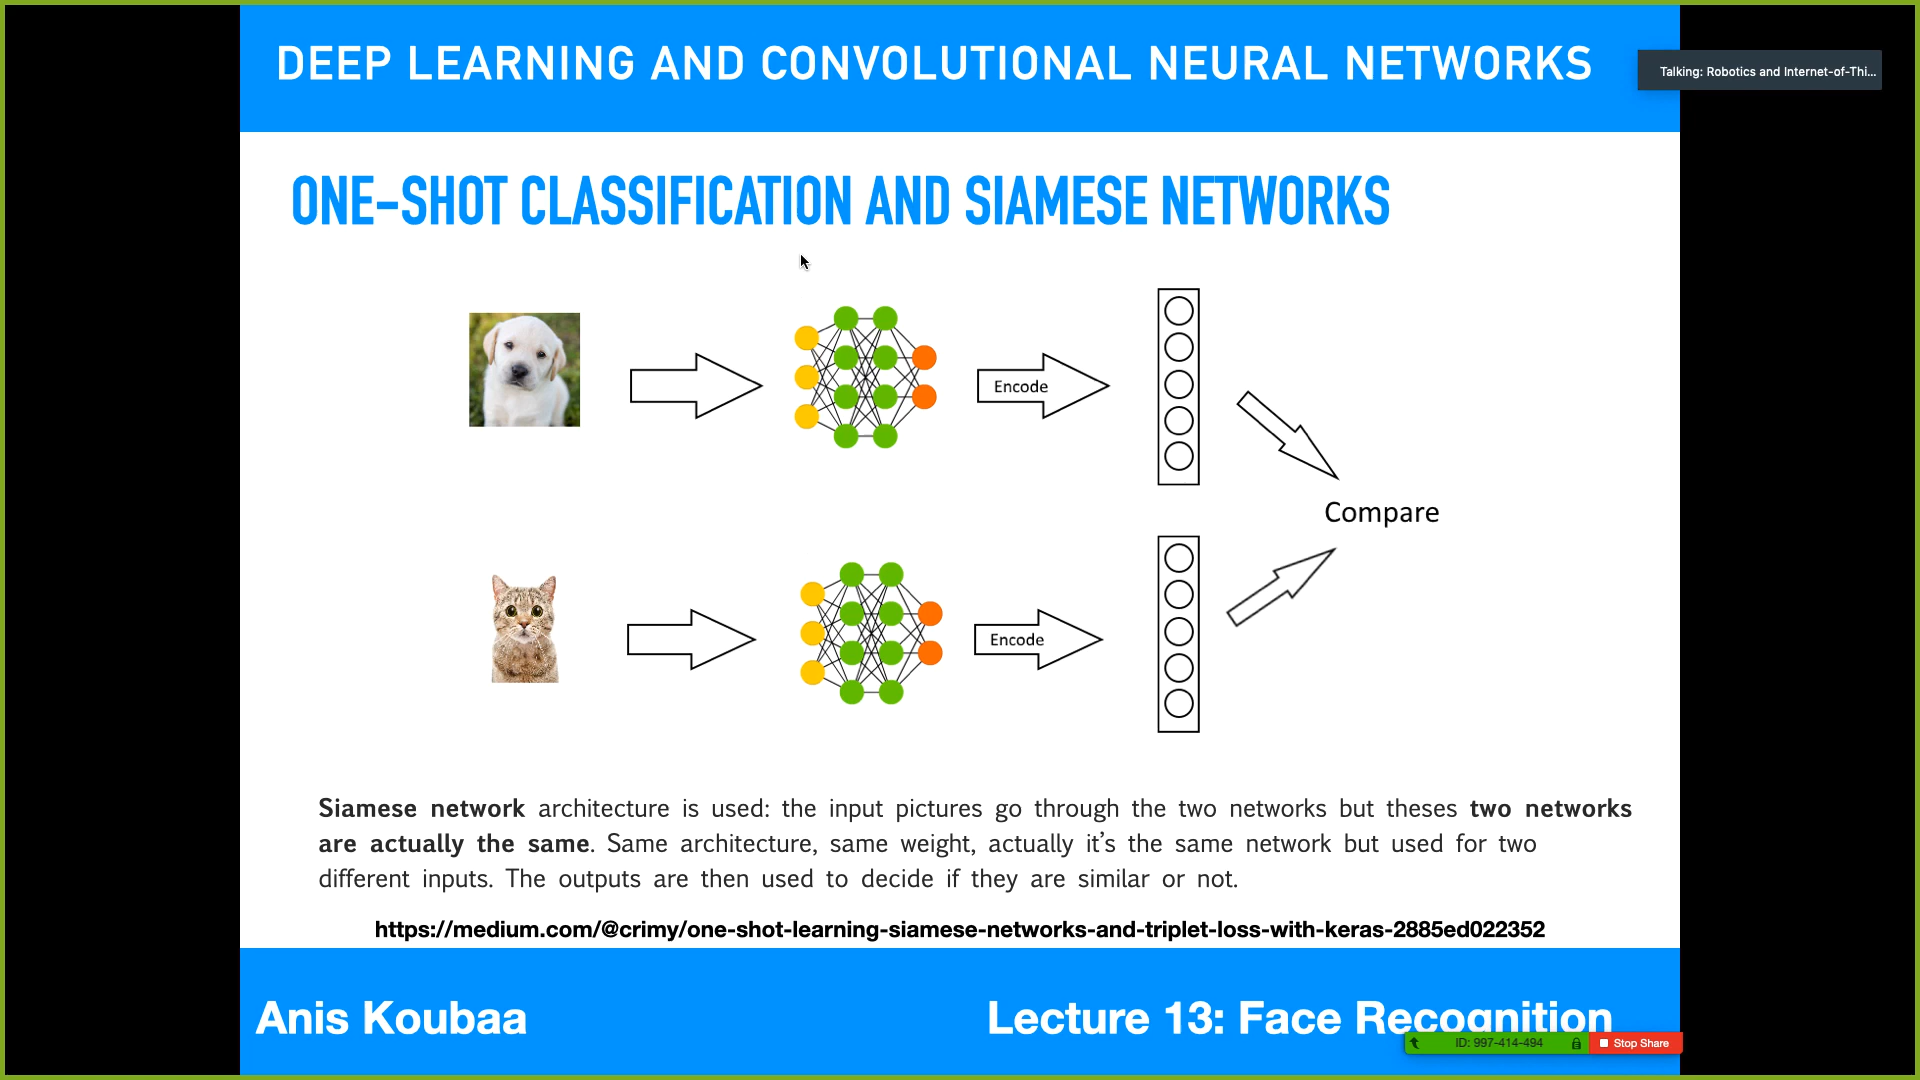 DEEP LEARNING AND CONVOLUTIONAL NEURAL NETWORKS
Talking: Robotics and Internet-of-Thi...
ONE-SHOT CLASSIFICATION AND SIAMESE NETWORKS
Encode
Compare
Encode
Siamese network architecture is used: the input pictures go through the two networks but theses two networks
are actually the same. Same architecture, same weight, actually it's the same network but used for two
different inputs. The outputs are then used to decide if they are similar or not.
https://medium.com/@crimy/one-shot-learning-siamese-networks-and-triplet-loss-with-keras-2885ed022352
Anis Koubaa
Lecture 13: Face Recognition
ID: 997-414-494
Stop Share